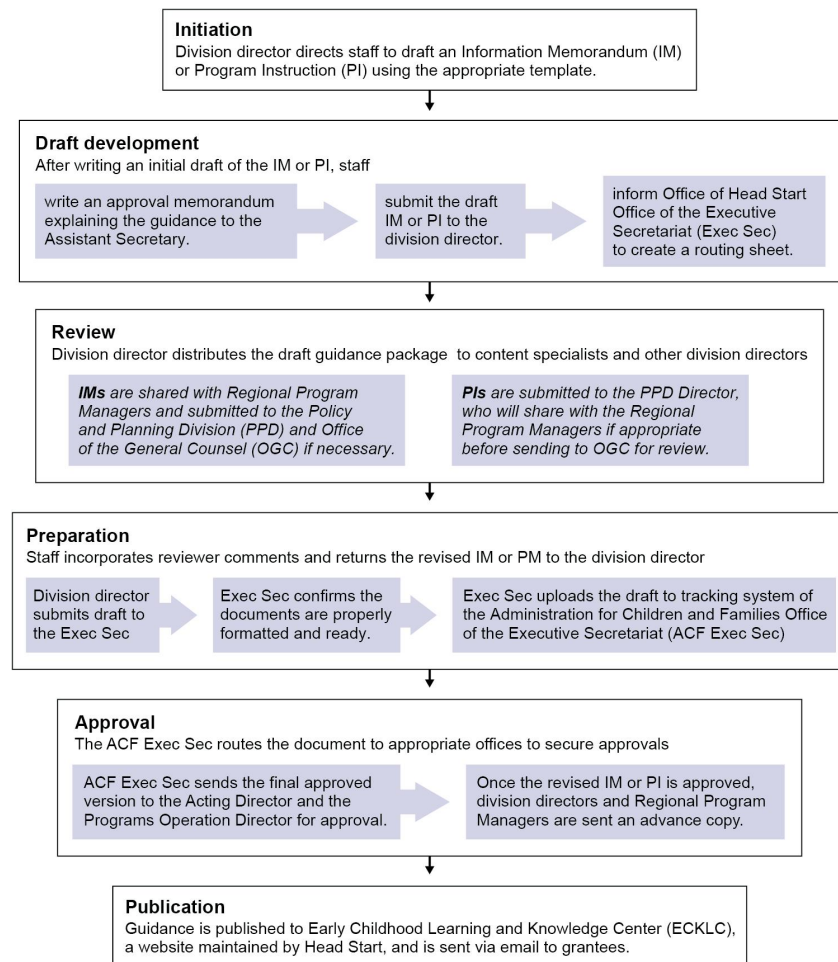 Initiation
Division director directs staff to draft an Information Memorandum (IM)
or Program Instruction (PI) using the appropriate template.
Draft development
After writing an initial draft of the IM or PI, staff
write an approval memorandum
explaining the guidance to the
Assistant Secretary.
submit the draft
IM or PI to the
division director.
inform Office of Head Start
Office of the Executive
Secretariat (Exec Sec)
to create a routing sheet.
Review
Division director distributes the draft guidance package to content specialists and other division directors
IMs are shared with Regional Program
Managers and submitted to the Policy
and Planning Division (PPD) and Office
of the General Counsel (OGC) if necessary.
PIs are submitted to the PPD Director,
who will share with the Regional
Program Managers if appropriate
before sending to OGC for review.
Preparation
Staff incorporates reviewer comments and returns the revised IM or PM to the division director
Division director
submits draft to
the Exec Sec
Exec Sec confirms the
documents are properly
formatted and ready.
Exec Sec uploads the draft to tracking system of
the Administration for Children and Families Office
of the Executive Secretariat (ACF Exec Sec)
Approval
The ACF Exec Sec routes the document to appropriate offices to secure approvals
ACF Exec Sec sends the final approved
version to the Acting Director and the
Programs Operation Director for approval.
Once the revised IM or PI is approved,
division directors and Regional Program
Managers are sent an advance copy.
Publication
Guidance is published to Early Childhood Learning and Knowledge Center (ECKLC),
a website maintained by Head Start, and is sent via email to grantees.